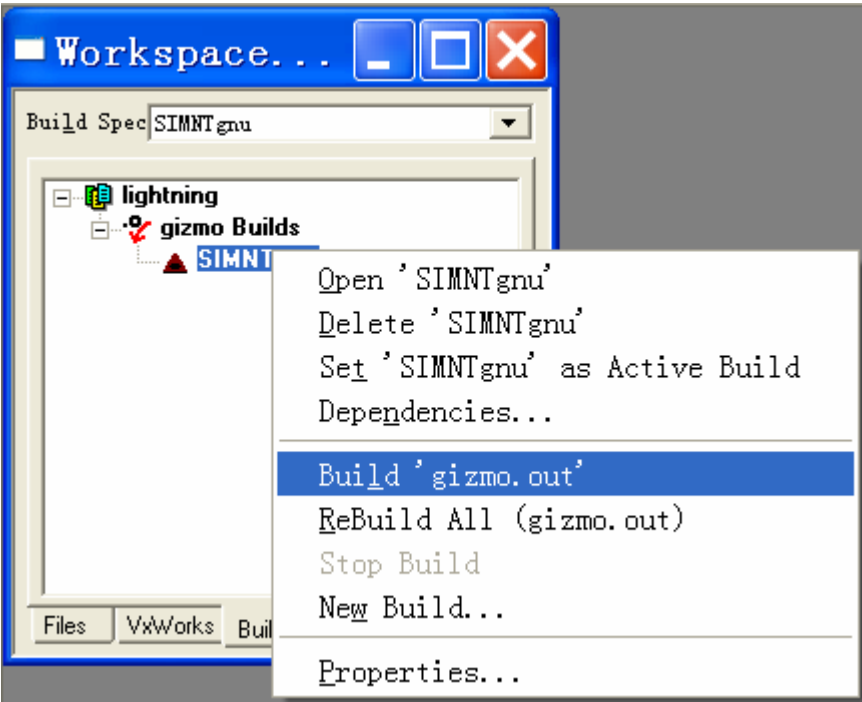 Workspace...
Build Spec SIMNTgnu
lightning
gizmo Builds
SIMNT
Open 'SIMNTgnu'
Delete 'SIMNTgnu'
Set 'SIMNTgnu' as Active Build
Dependencies...
Build 'gizmo.out'
ReBuild All (gizmo.out)
Stop Build
New Build...
Properties...
Files VxWorks Buil